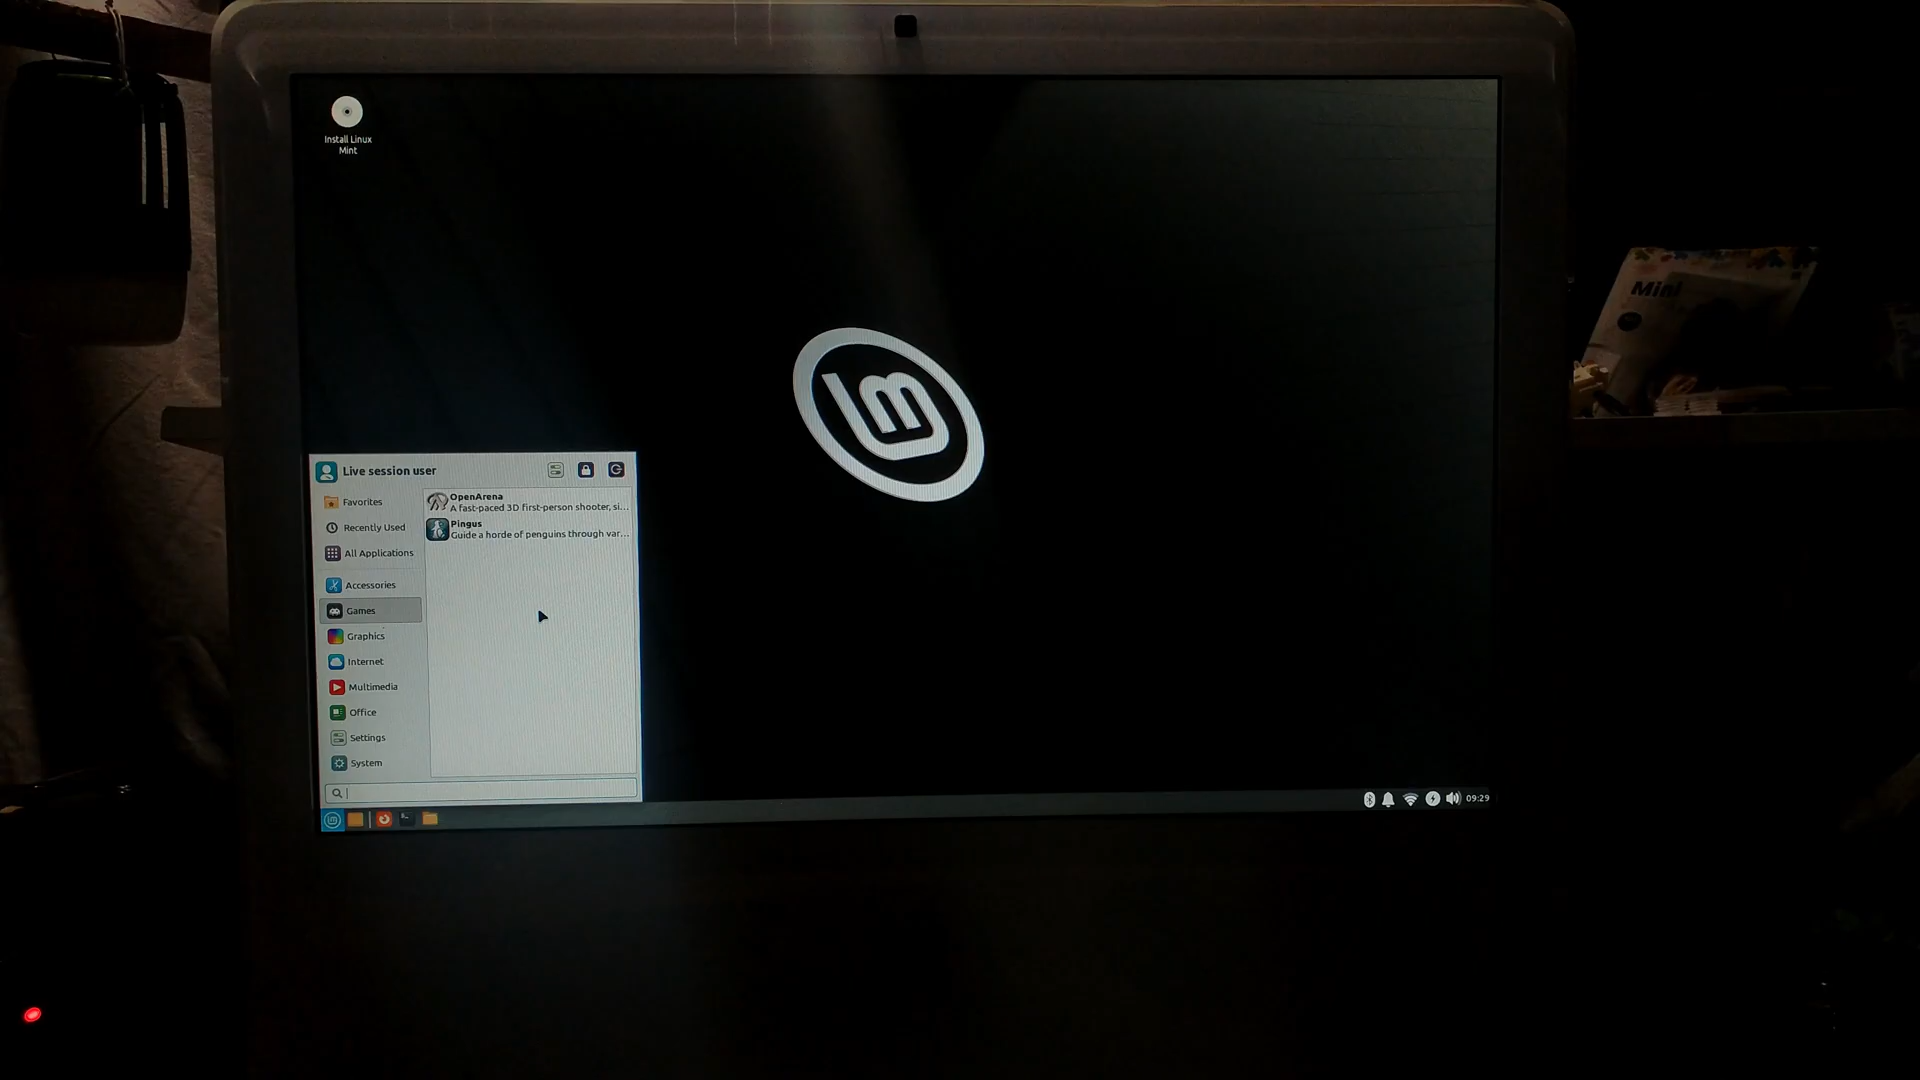 Install Linux
Mint
Mini
Live session user
Favorites
Recently Used
All Applications
Accessories
Games
Graphics
Internet
Multimedia
Office
Settings
System
OpenArena
A fast-paced 3D first-person shooter, si...
Pingus
Guide a horde of penguins through var...
09:29